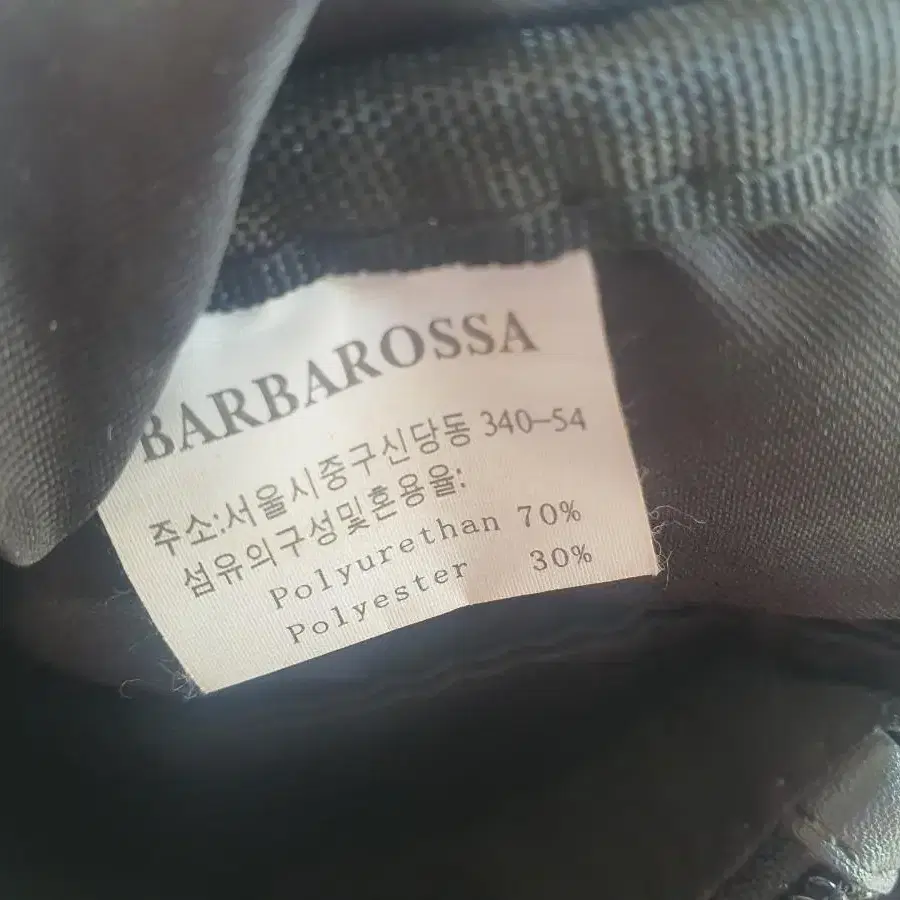 BARBAROSSA
주소:서울시중구신당동 340-54
섬유의구성및혼용율:
Polyurethan 70%
Polyester 30%